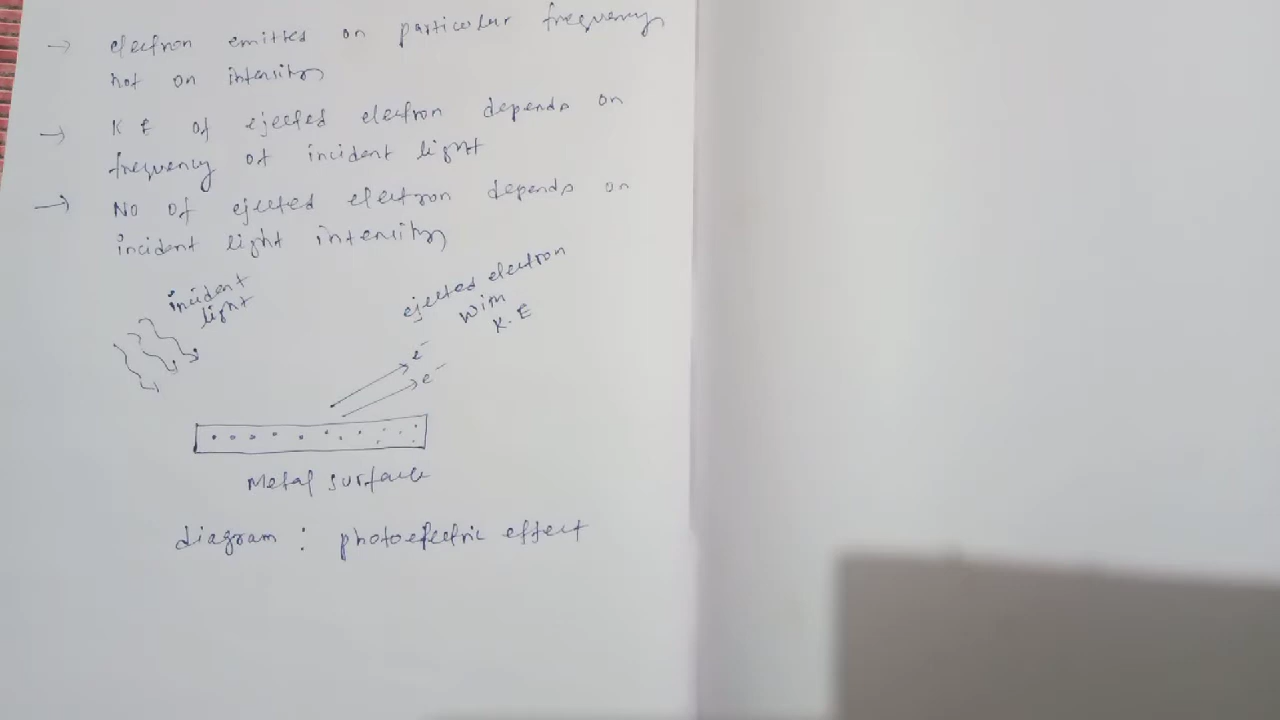 → electron emitted on particular frequency
not on intensity
→ K E of ejected electron depends on
frequency of incident light
→ No of ejected electron depends on
incident light intensity
incident
light
ejected electron
with
K.E
e⁻
e⁻
Metal surface
diagram : photoelectric effect